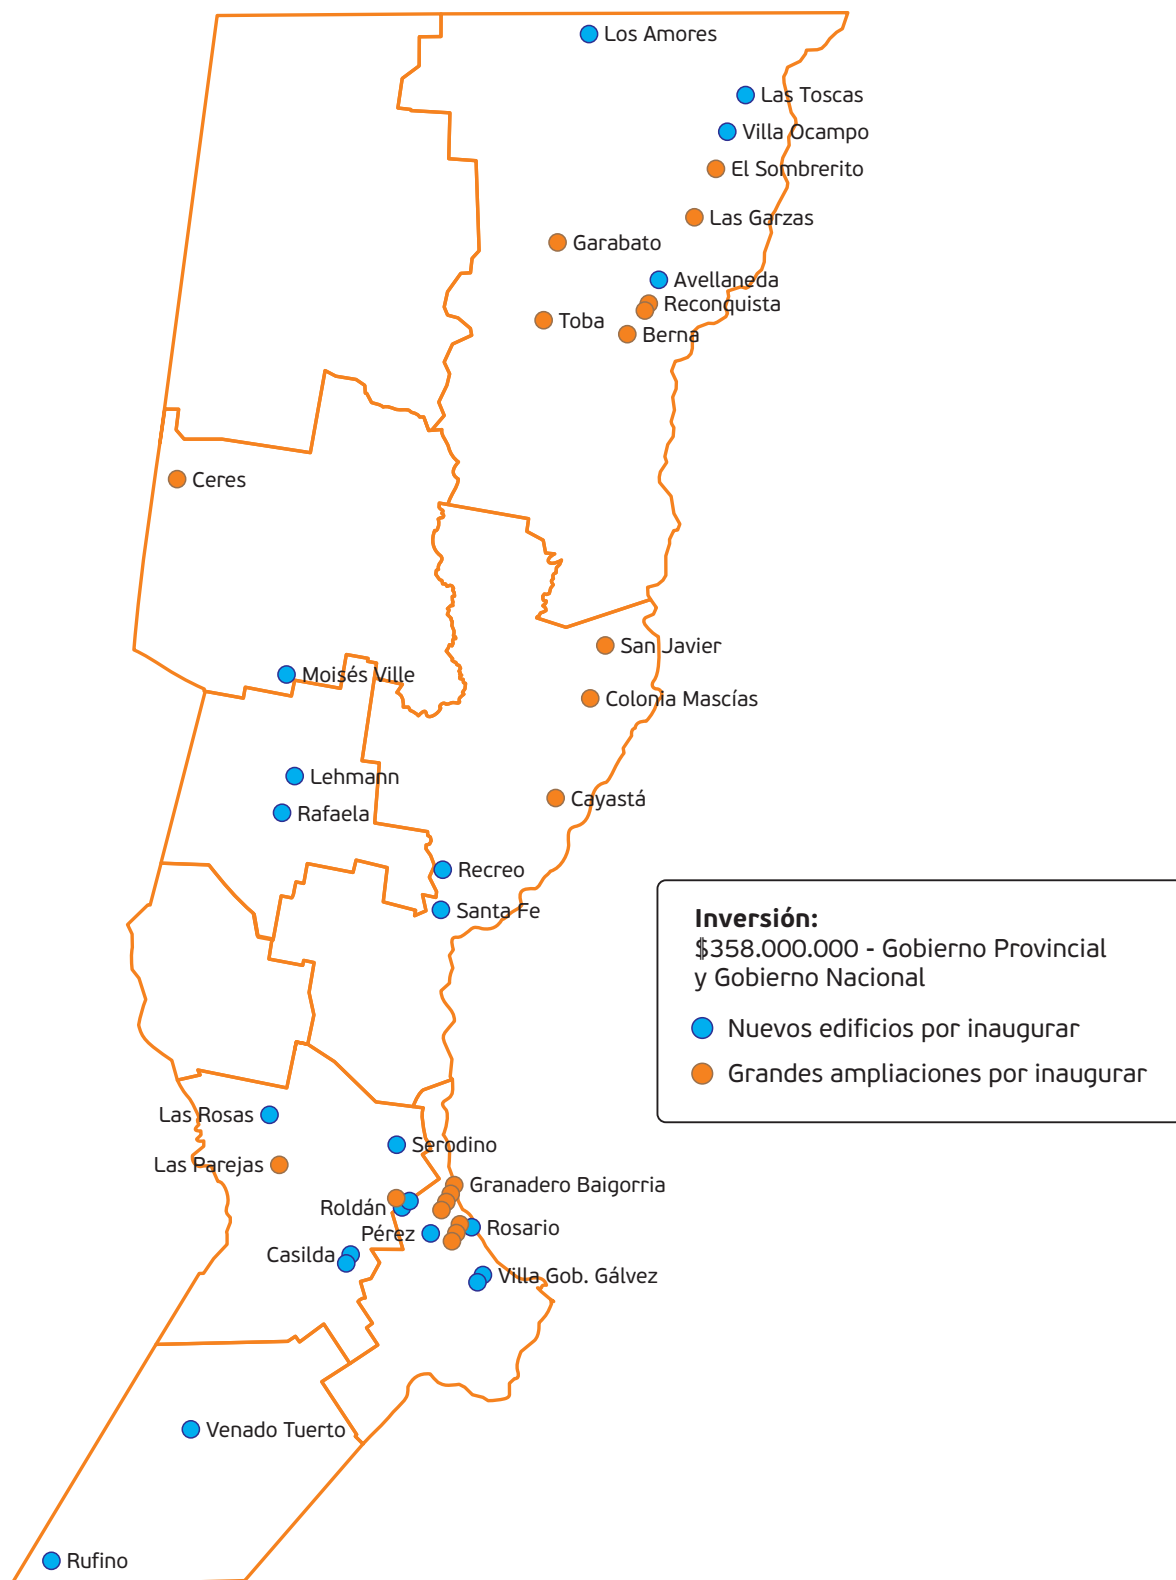 Los Amores
Las Toscas
Villa Ocampo
El Sombrerito
Las Garzas
Garabato
Avellaneda
Reconquista
Toba
Berna
Ceres
San Javier
Moisés Ville
Colonia Mascías
Lehmann
Cayastá
Rafaela
Recreo
Santa Fe
Inversión:
$358.000.000 - Gobierno Provincial
y Gobierno Nacional
Nuevos edificios por inaugurar
Grandes ampliaciones por inaugurar
Las Rosas
Serodino
Las Parejas
Granadero Baigorria
Roldán
Rosario
Pérez
Casilda
Villa Gob. Gálvez
Venado Tuerto
Rufino